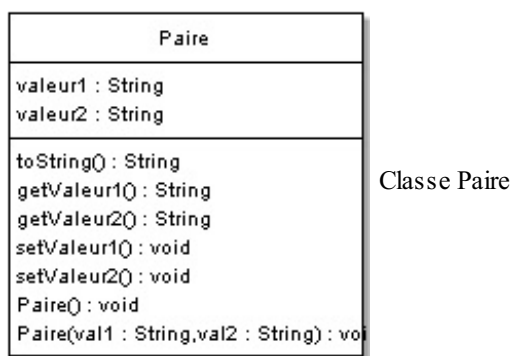 Paire
valeur1 : String
valeur2 : String
toString() : String
getValeur1() : String
getValeur2() : String
setValeur1() : void
setValeur2() : void
Paire() : void
Paire(val1 : String,val2 : String) : voi
Classe Paire